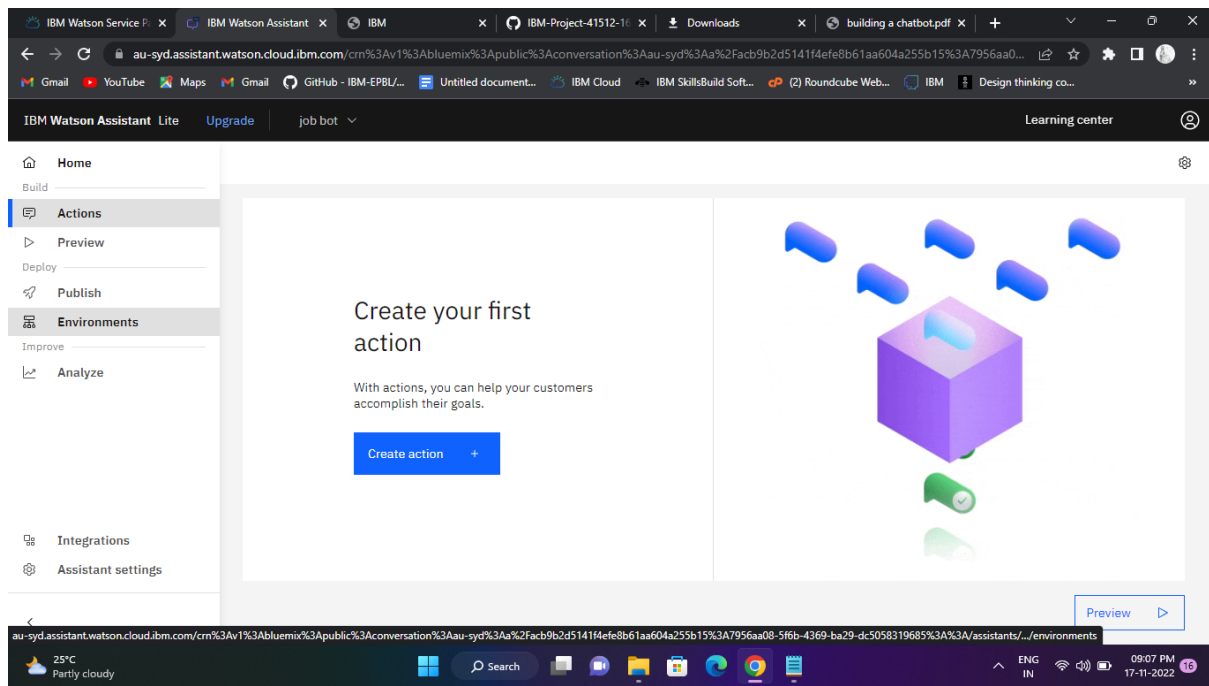 IBM Watson Service Pa
IBM Watson Assistant
IBM
IBM-Project-41512-16
Downloads
building a chatbot.pdf
au-syd.assistant.watson.cloud.ibm.com/crn%3Av1%3Abluemix%3Apublic%3Aconversation%3Aau-syd%3Aa%2Facb9b2d5141f4efe8b61aa604a255b15%3A7956aa0...
Gmail
YouTube
Maps
Gmail
GitHub - IBM-EPBL/...
Untitled document...
IBM Cloud
IBM SkillsBuild Soft...
(2) Roundcube Web...
IBM
Design thinking co...
»
IBM Watson Assistant Lite
Upgrade
job bot
Learning center
Home
Build
Actions
Preview
Deploy
Publish
Environments
Improve
Analyze
Integrations
Assistant settings
Create your first
action
With actions, you can help your customers
accomplish their goals.
Create action +
Preview
au-syd.assistant.watson.cloud.ibm.com/crn%3Av1%3Abluemix%3Apublic%3Aconversation%3Aau-syd%3Aa%2Facb9b2d5141f4efe8b61aa604a255b15%3A7956aa08-5f6b-4369-ba29-dc5058319685%3A%3A/assistants/.../environments
25°C
Partly cloudy
Search
ENG
IN
09:07 PM
17-11-2022
16